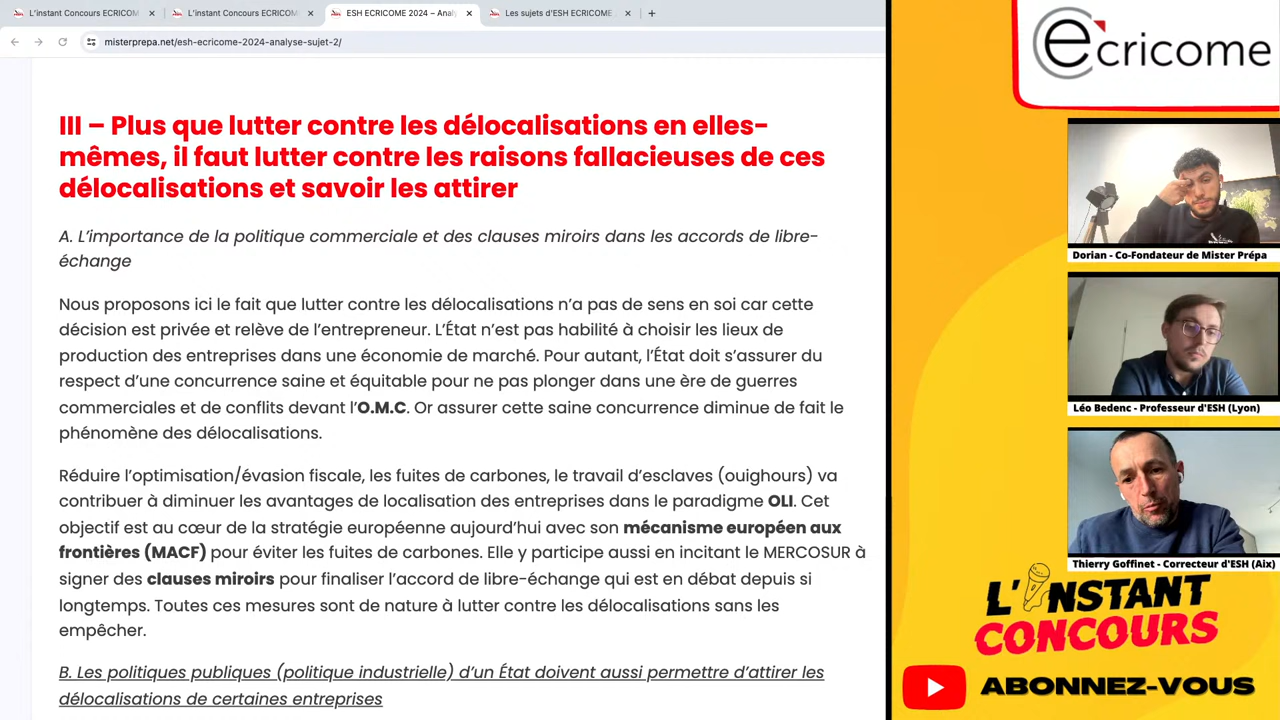 L'instant Concours ECRICOM
L'instant Concours ECRICOM
ESH ECRICOME 2024 – Analy
Les sujets d'ESH ECRICOME
misterprepa.net/esh-ecricome-2024-analyse-sujet-2/
III – Plus que lutter contre les délocalisations en elles-
mêmes, il faut lutter contre les raisons fallacieuses de ces
délocalisations et savoir les attirer
A. L'importance de la politique commerciale et des clauses miroirs dans les accords de libre-
échange
Nous proposons ici le fait que lutter contre les délocalisations n'a pas de sens en soi car cette
décision est privée et relève de l'entrepreneur. L'État n'est pas habilité à choisir les lieux de
production des entreprises dans une économie de marché. Pour autant, l'État doit s'assurer du
respect d'une concurrence saine et équitable pour ne pas plonger dans une ère de guerres
commerciales et de conflits devant l'O.M.C. Or assurer cette saine concurrence diminue de fait le
phénomène des délocalisations.
Réduire l'optimisation/évasion fiscale, les fuites de carbones, le travail d'esclaves (ouighours) va
contribuer à diminuer les avantages de localisation des entreprises dans le paradigme OLI. Cet
objectif est au cœur de la stratégie européenne aujourd'hui avec son mécanisme européen aux
frontières (MACF) pour éviter les fuites de carbones. Elle y participe aussi en incitant le MERCOSUR à
signer des clauses miroirs pour finaliser l'accord de libre-échange qui est en débat depuis si
longtemps. Toutes ces mesures sont de nature à lutter contre les délocalisations sans les
empêcher.
B. Les politiques publiques (politique industrielle) d'un État doivent aussi permettre d'attirer les
délocalisations de certaines entreprises
écricome
Dorian - Co-Fondateur de Mister Prépa
Léo Bedenc - Professeur d'ESH (Lyon)
Thierry Goffinet - Correcteur d'ESH (Aix)
L'INSTANT
CONCOURS
ABONNEZ-VOUS